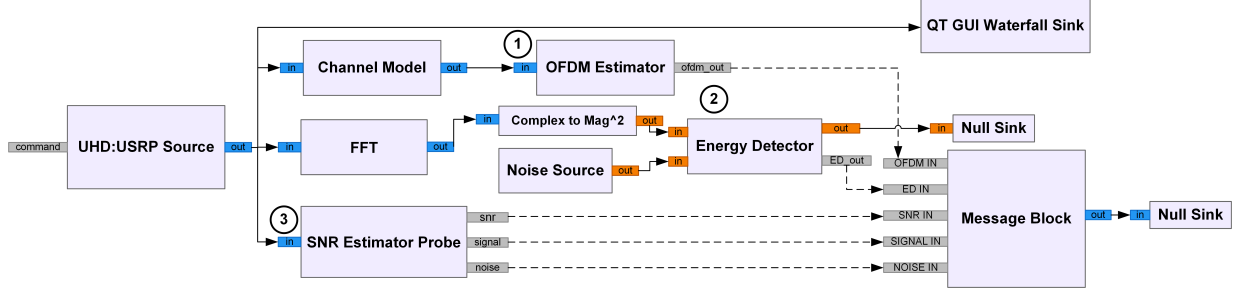 QT GUI Waterfall Sink
1
in
Channel Model
out
in
OFDM Estimator
ofdm_out
2
command
UHD:USRP Source
out
in
FFT
out
in
Complex to Mag^2
out
in
Energy Detector
out
in
Null Sink
Noise Source
out
in
ED_out
OFDM IN
ED IN
3
in
SNR Estimator Probe
snr
signal
noise
SNR IN
SIGNAL IN
NOISE IN
Message Block
out
in
Null Sink